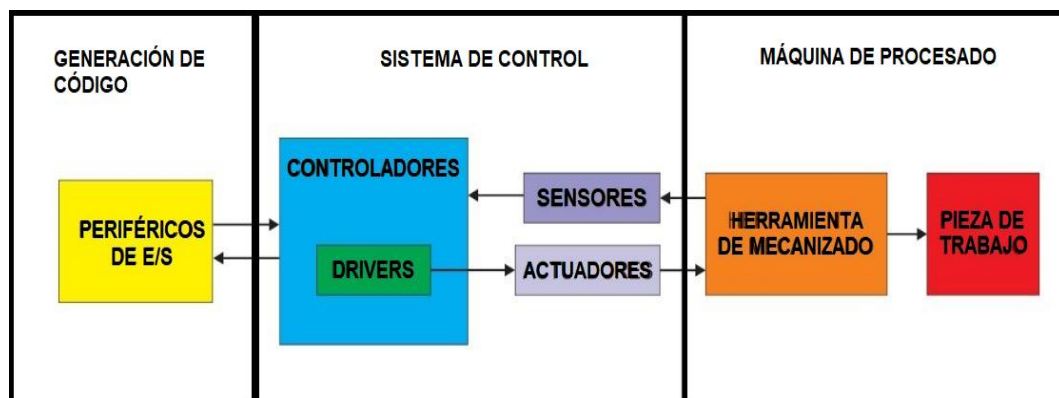 GENERACIÓN DE
CÓDIGO
SISTEMA DE CONTROL
MÁQUINA DE PROCESADO
PERIFÉRICOS
DE E/S
CONTROLADORES
DRIVERS
SENSORES
ACTUADORES
HERRAMIENTA
DE MECANIZADO
PIEZA DE
TRABAJO